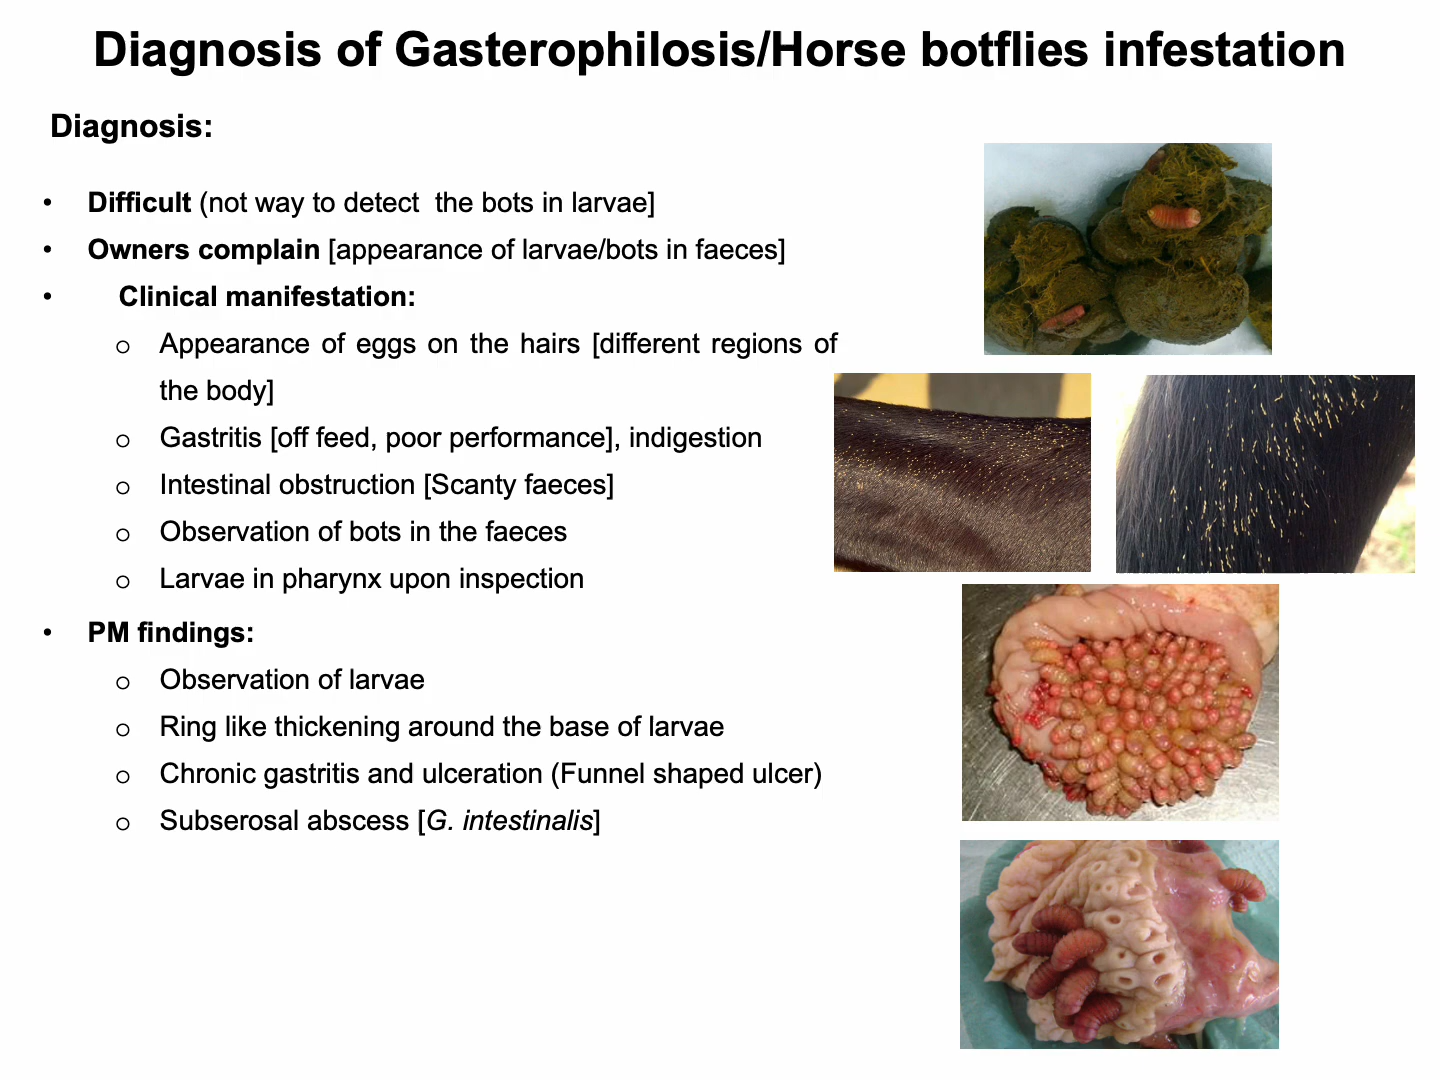 Diagnosis of Gasterophilosis/Horse botflies infestation
Diagnosis:
• Difficult (not way to detect  the bots in larvae]
• Owners complain [appearance of larvae/bots in faeces]
• Clinical manifestation:
o Appearance of eggs on the hairs [different regions of
the body]
o Gastritis [off feed, poor performance], indigestion
o Intestinal obstruction [Scanty faeces]
o Observation of bots in the faeces
o Larvae in pharynx upon inspection
• PM findings:
o Observation of larvae
o Ring like thickening around the base of larvae
o Chronic gastritis and ulceration (Funnel shaped ulcer)
o Subserosal abscess [G. intestinalis]